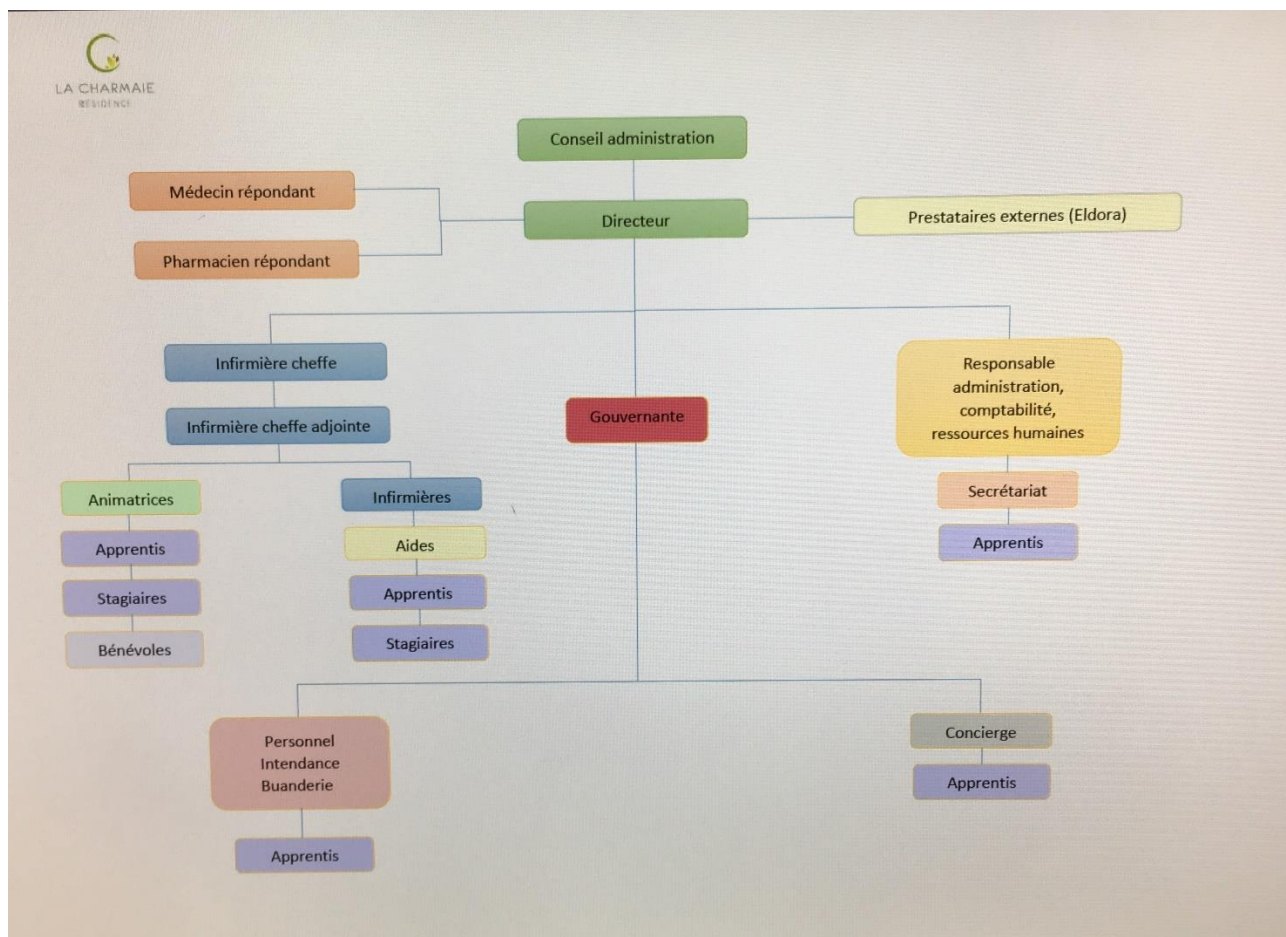 LA CHARMAIE
RÉSIDENCE
Conseil administration
Médecin répondant
Directeur
Prestataires externes (Eldora)
Pharmacien répondant
Infirmière cheffe
Infirmière cheffe adjointe
Gouvernante
Responsable
administration,
comptabilité,
ressources humaines
Animatrices
Infirmières
Secrétariat
Apprentis
Aides
Apprentis
Stagiaires
Apprentis
Bénévoles
Stagiaires
Personnel
Intendance
Buanderie
Concierge
Apprentis
Apprentis